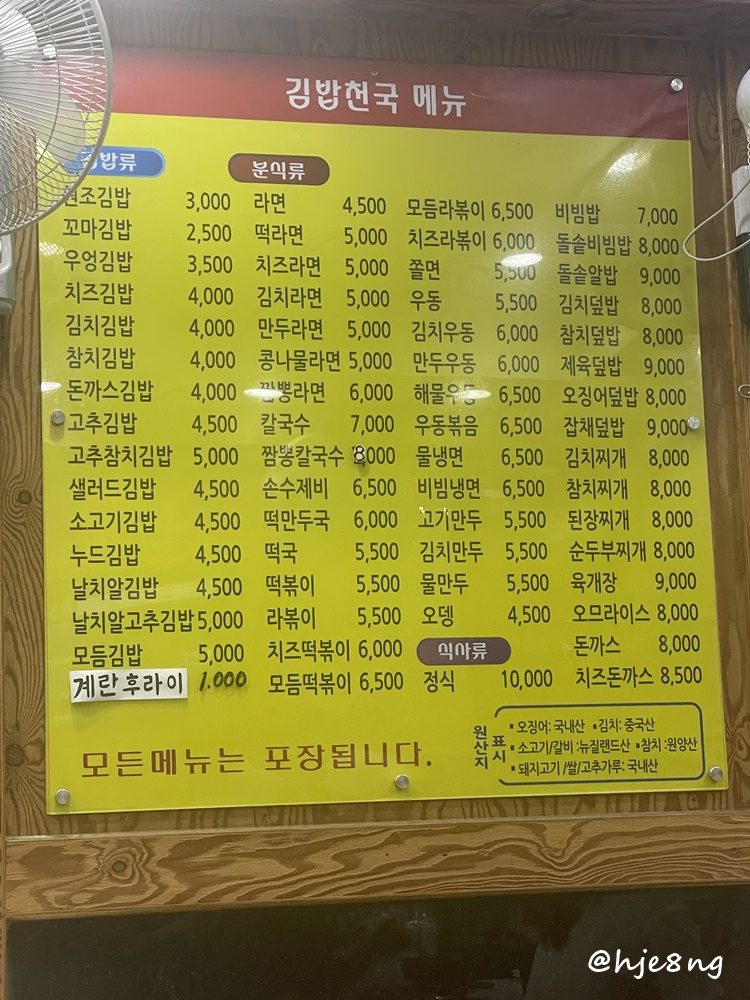 김밥천국 메뉴
김밥류
원조김밥 3,000
꼬마김밥 2,500
우엉김밥 3,500
치즈김밥 4,000
김치김밥 4,000
참치김밥 4,000
돈까스김밥 4,000
고추김밥 4,500
고추참치김밥 5,000
샐러드김밥 4,500
소고기김밥 4,500
누드김밥 4,500
날치알김밥 4,500
날치알고추김밥 5,000
모듬김밥 5,000
계란후라이 1.000
분식류
라면 4,500
떡라면 5,000
치즈라면 5,000
김치라면 5,000
만두라면 5,000
콩나물라면 5,000
짬뽕라면 6,000
칼국수 7,000
짬뽕칼국수 8,000
손수제비 6,500
떡만두국 6,000
떡국 5,500
떡볶이 5,500
라볶이 5,500
치즈떡볶이 6,000
모듬떡볶이 6,500
모듬라볶이 6,500
치즈라볶이 6,000
쫄면 5,500
우동 5,500
김치우동 6,000
만두우동 6,000
해물우동 6,500
우동볶음 6,500
물냉면 6,500
비빔냉면 6,500
고기만두 5,500
김치만두 5,500
물만두 5,500
오뎅 4,500
식사류
정식 10,000
비빔밥 7,000
돌솥비빔밥 8,000
돌솥알밥 9,000
김치덮밥 8,000
참치덮밥 8,000
제육덮밥 9,000
오징어덮밥 8,000
잡채덮밥 9,000
김치찌개 8,000
참치찌개 8,000
된장찌개 8,000
순두부찌개 8,000
육개장 9,000
오므라이스 8,000
돈까스 8,000
치즈돈까스 8,500
모든메뉴는 포장됩니다.
원산지 표시
▪오징어: 국내산 ▪김치: 중국산
▪소고기/갈비 :뉴질랜드산 ▪참치 :원양산
▪돼지고기 /쌀/고추가루: 국내산
@hje8ng